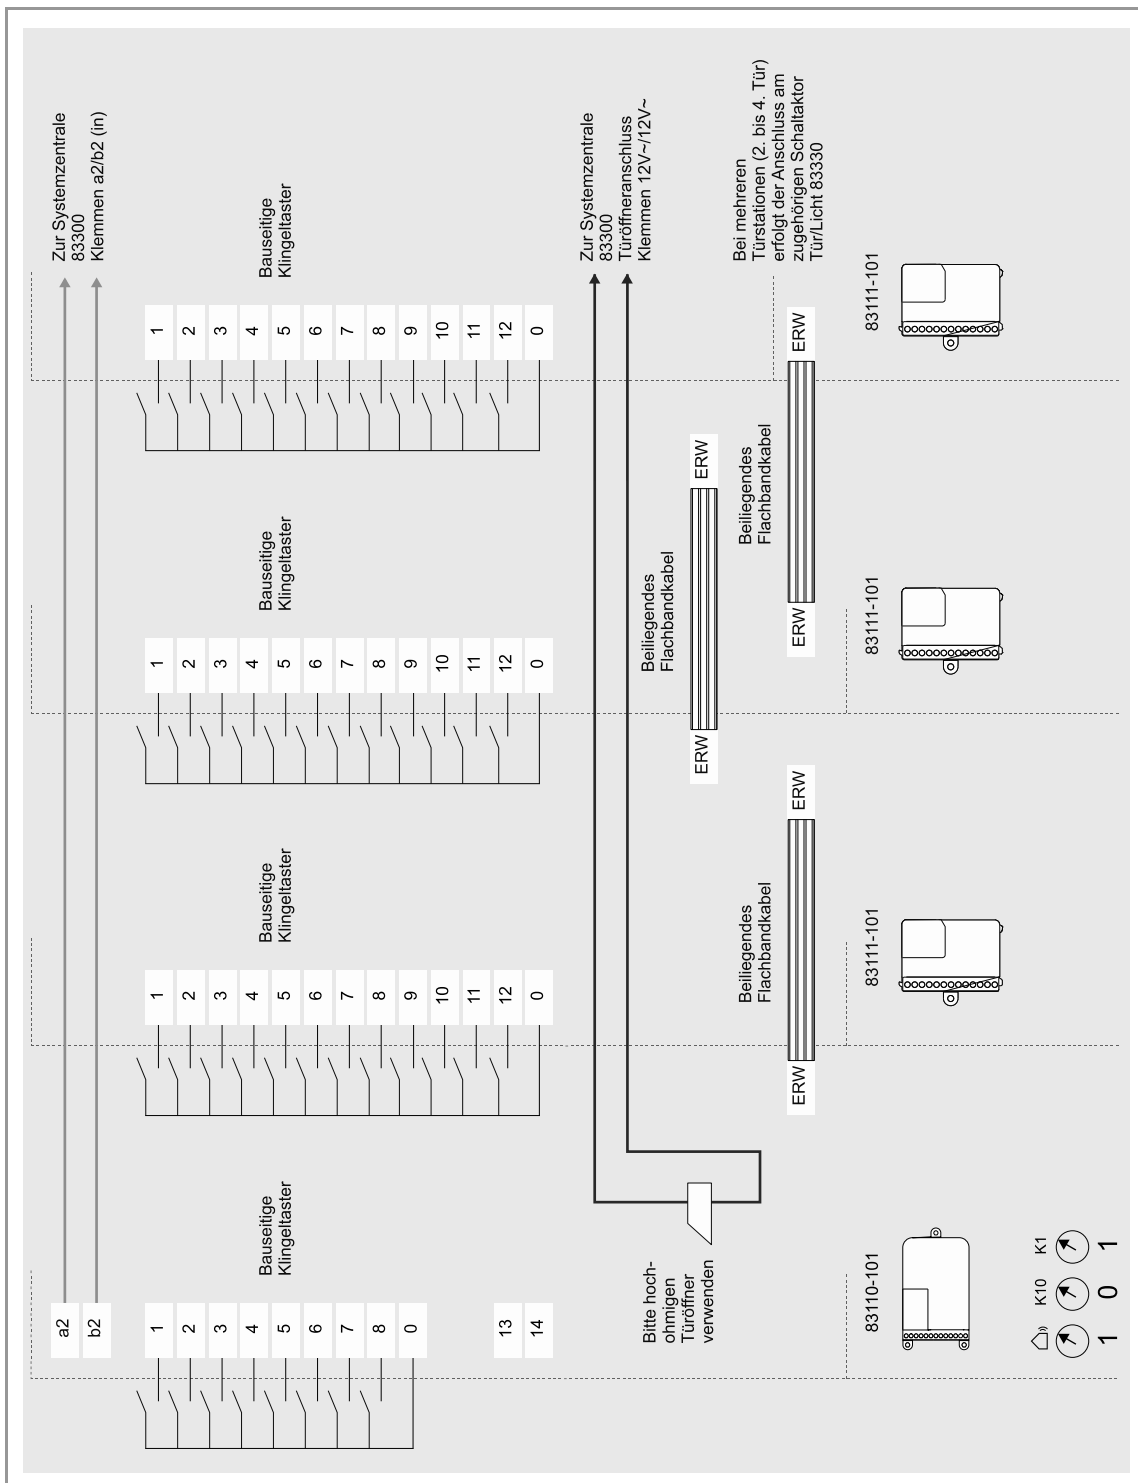 a2
b2
Zur Systemzentrale
83300
Klemmen a2/b2 (in)
1
2
3
4
5
6
7
8
0
13
14
Bauseitige
Klingeltaster
1
2
3
4
5
6
7
8
9
10
11
12
0
Bauseitige
Klingeltaster
1
2
3
4
5
6
7
8
9
10
11
12
0
Bauseitige
Klingeltaster
1
2
3
4
5
6
7
8
9
10
11
12
0
Bauseitige
Klingeltaster
Zur Systemzentrale
83300
Türöffneranschluss
Klemmen 12V~/12V~
Bitte hoch-
ohmigen
Türöffner
verwenden
Beiliegendes
Flachbandkabel
ERW
ERW
Bei mehreren
Türstationen (2. bis 4. Tür)
erfolgt der Anschluss am
zugehörigen Schaltaktor
Tür/Licht 83330
Beiliegendes
Flachbandkabel
ERW
ERW
Beiliegendes
Flachbandkabel
ERW
ERW
83110-101
83111-101
83111-101
83111-101
K10
K1
1
0
1